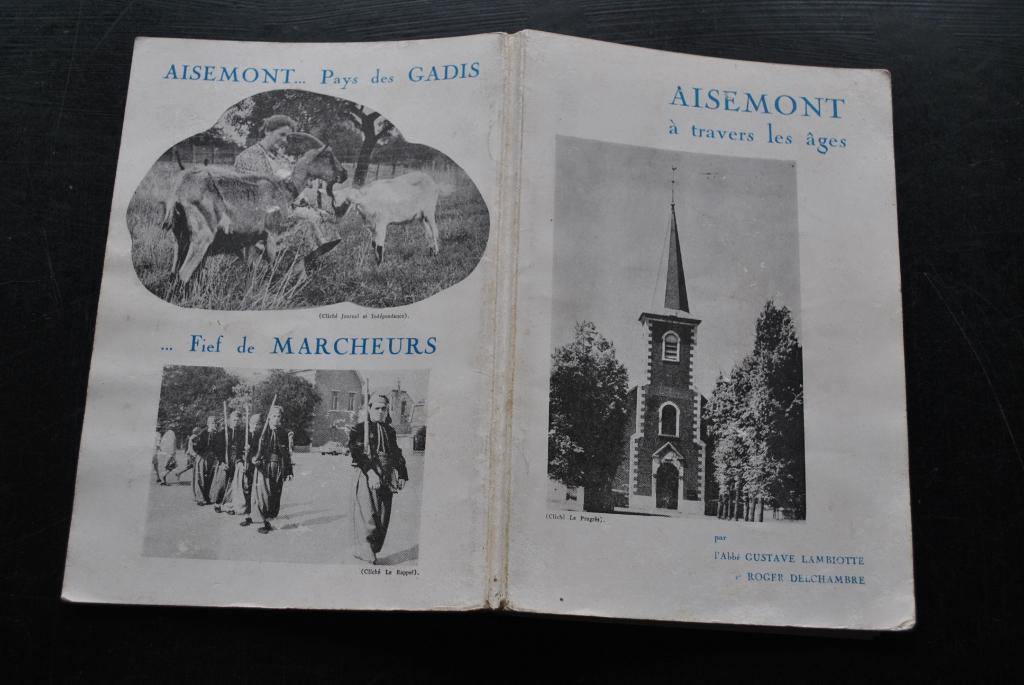 AISEMONT... Pays des GADIS
(Cliché Journal et Indépendance).
... Fief de MARCHEURS
(Cliché Le Rappel).
AISEMONT
à travers les âges
(Cliché Le Progrès).
par
l'Abbé GUSTAVE LAMBIOTTE
ROGER DELCHAMBRE